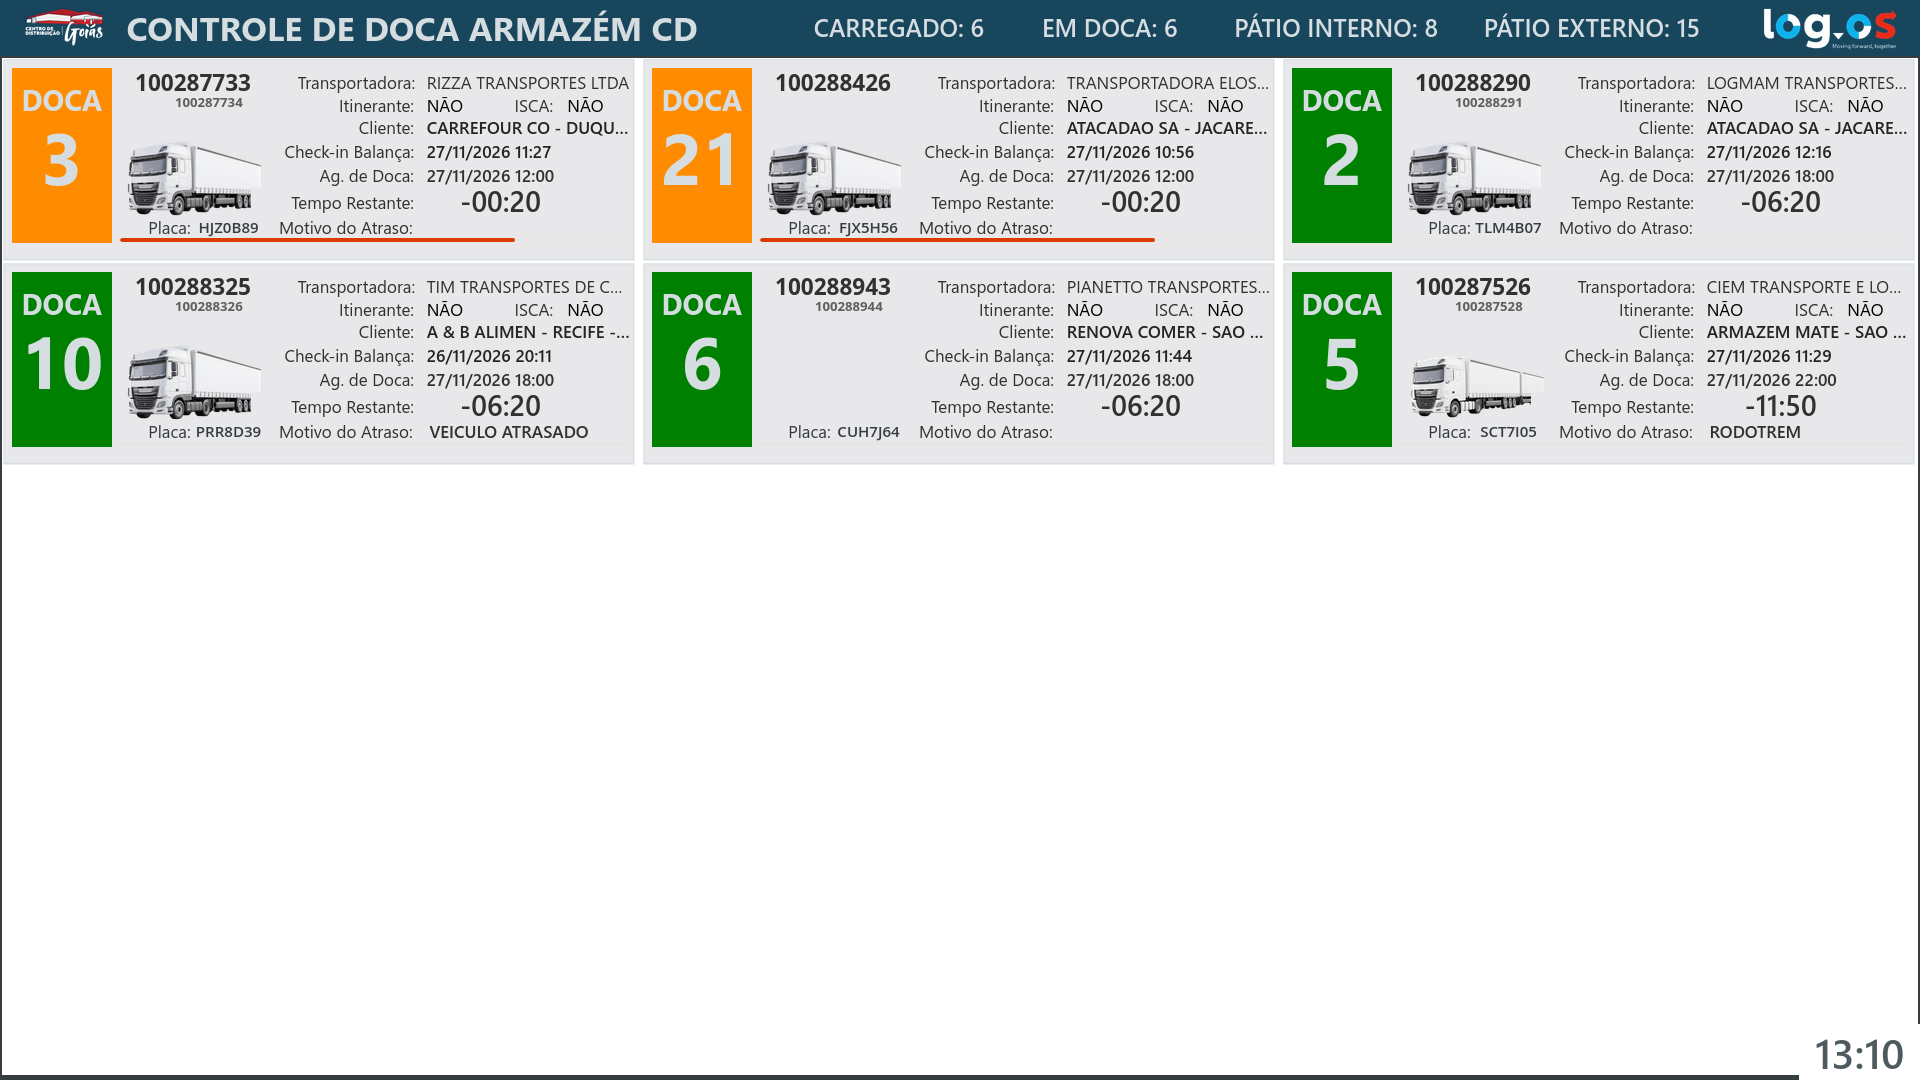 CENTRO DE DISTRIBUIÇÃO Goiás
CONTROLE DE DOCA ARMAZÉM CD
CARREGADO: 6
EM DOCA: 6
PÁTIO INTERNO: 8
PÁTIO EXTERNO: 15
log.os
Moving forward, together
DOCA
3
100287733
100287734
Placa: HJZ0B89
Transportadora: RIZZA TRANSPORTES LTDA
Itinerante: NÃO ISCA: NÃO
Cliente: CARREFOUR CO - DUQU...
Check-in Balança: 27/11/2026 11:27
Ag. de Doca: 27/11/2026 12:00
Tempo Restante: -00:20
Motivo do Atraso:
DOCA
21
100288426
Placa: FJX5H56
Transportadora: TRANSPORTADORA ELOS...
Itinerante: NÃO ISCA: NÃO
Cliente: ATACADAO SA - JACARE...
Check-in Balança: 27/11/2026 10:56
Ag. de Doca: 27/11/2026 12:00
Tempo Restante: -00:20
Motivo do Atraso:
DOCA
2
100288290
100288291
Placa: TLM4B07
Transportadora: LOGMAM TRANSPORTES...
Itinerante: NÃO ISCA: NÃO
Cliente: ATACADAO SA - JACARE...
Check-in Balança: 27/11/2026 12:16
Ag. de Doca: 27/11/2026 18:00
Tempo Restante: -06:20
Motivo do Atraso:
DOCA
10
100288325
100288326
Placa: PRR8D39
Transportadora: TIM TRANSPORTES DE C...
Itinerante: NÃO ISCA: NÃO
Cliente: A & B ALIMEN - RECIFE -...
Check-in Balança: 26/11/2026 20:11
Ag. de Doca: 27/11/2026 18:00
Tempo Restante: -06:20
Motivo do Atraso: VEICULO ATRASADO
DOCA
6
100288943
100288944
Placa: CUH7J64
Transportadora: PIANETTO TRANSPORTES...
Itinerante: NÃO ISCA: NÃO
Cliente: RENOVA COMER - SAO ...
Check-in Balança: 27/11/2026 11:44
Ag. de Doca: 27/11/2026 18:00
Tempo Restante: -06:20
Motivo do Atraso:
DOCA
5
100287526
100287528
Placa: SCT7I05
Transportadora: CIEM TRANSPORTE E LO...
Itinerante: NÃO ISCA: NÃO
Cliente: ARMAZEM MATE - SAO ...
Check-in Balança: 27/11/2026 11:29
Ag. de Doca: 27/11/2026 22:00
Tempo Restante: -11:50
Motivo do Atraso: RODOTREM
13:10